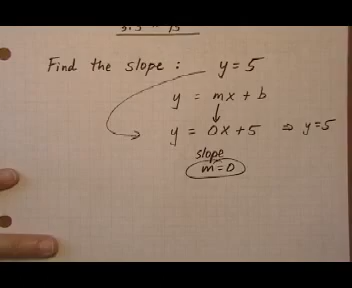 Find the slope : y = 5
y = mx + b
y = 0x + 5 ⇒ y = 5
slope
m = 0